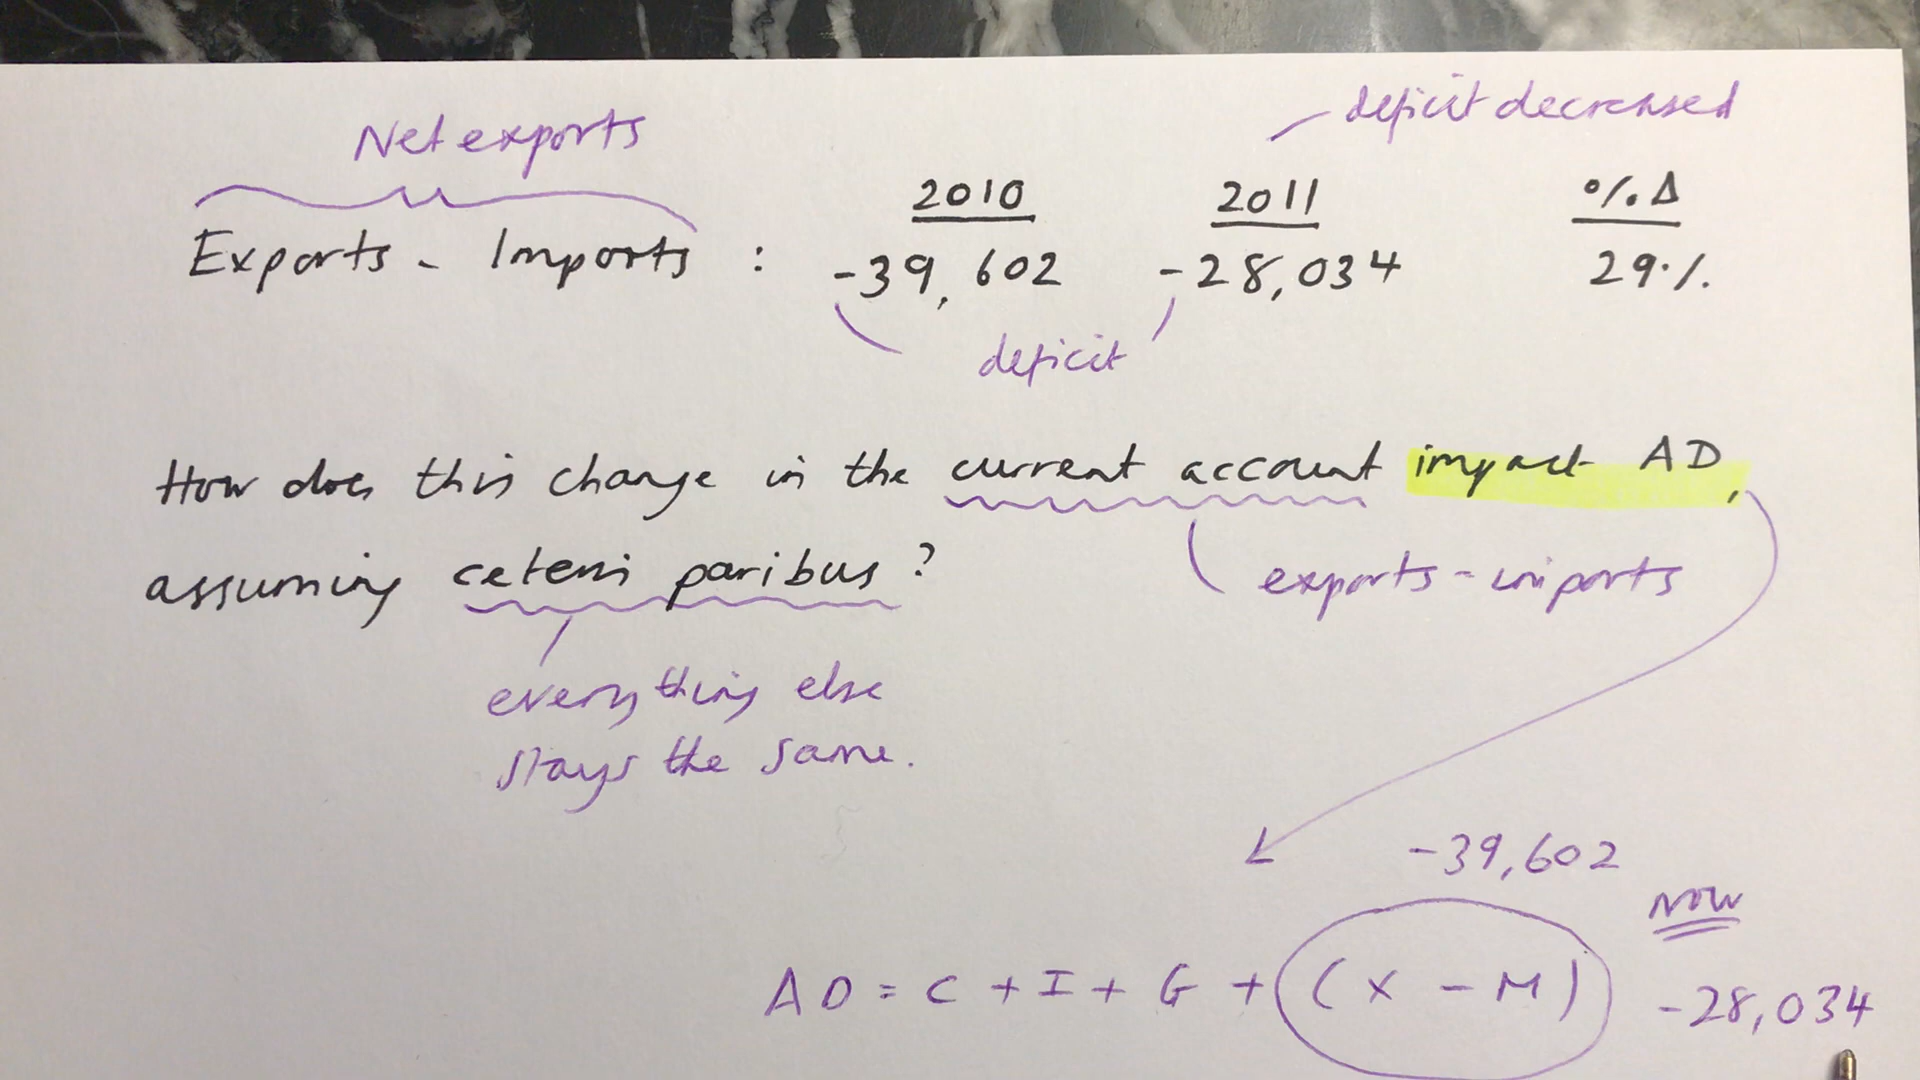 Net exports
deficit decreased
2010 2011 %Δ
Exports - Imports : -39,602 -28,034 29%
deficit
How does this change in the current account impact AD,
assuming ceteris paribus ?
exports - imports
everything else
stays the same.
-39,602
NOW
AD = C + I + G + (X - M) -28,034